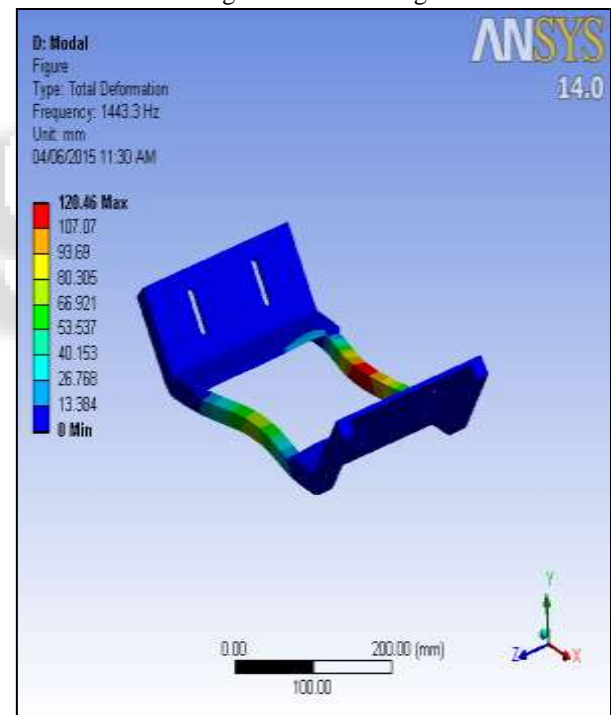 D: Modal
Figure
Type: Total Deformation
Frequency: 1443.3 Hz
Unit: mm
04/06/2015 11:30 AM
ANSYS
14.0
120.46 Max
107.07
93.69
80.305
66.921
53.537
40.153
26.768
13.384
0 Min
Y
Z
X
0.00 200.00 (mm)
100.00